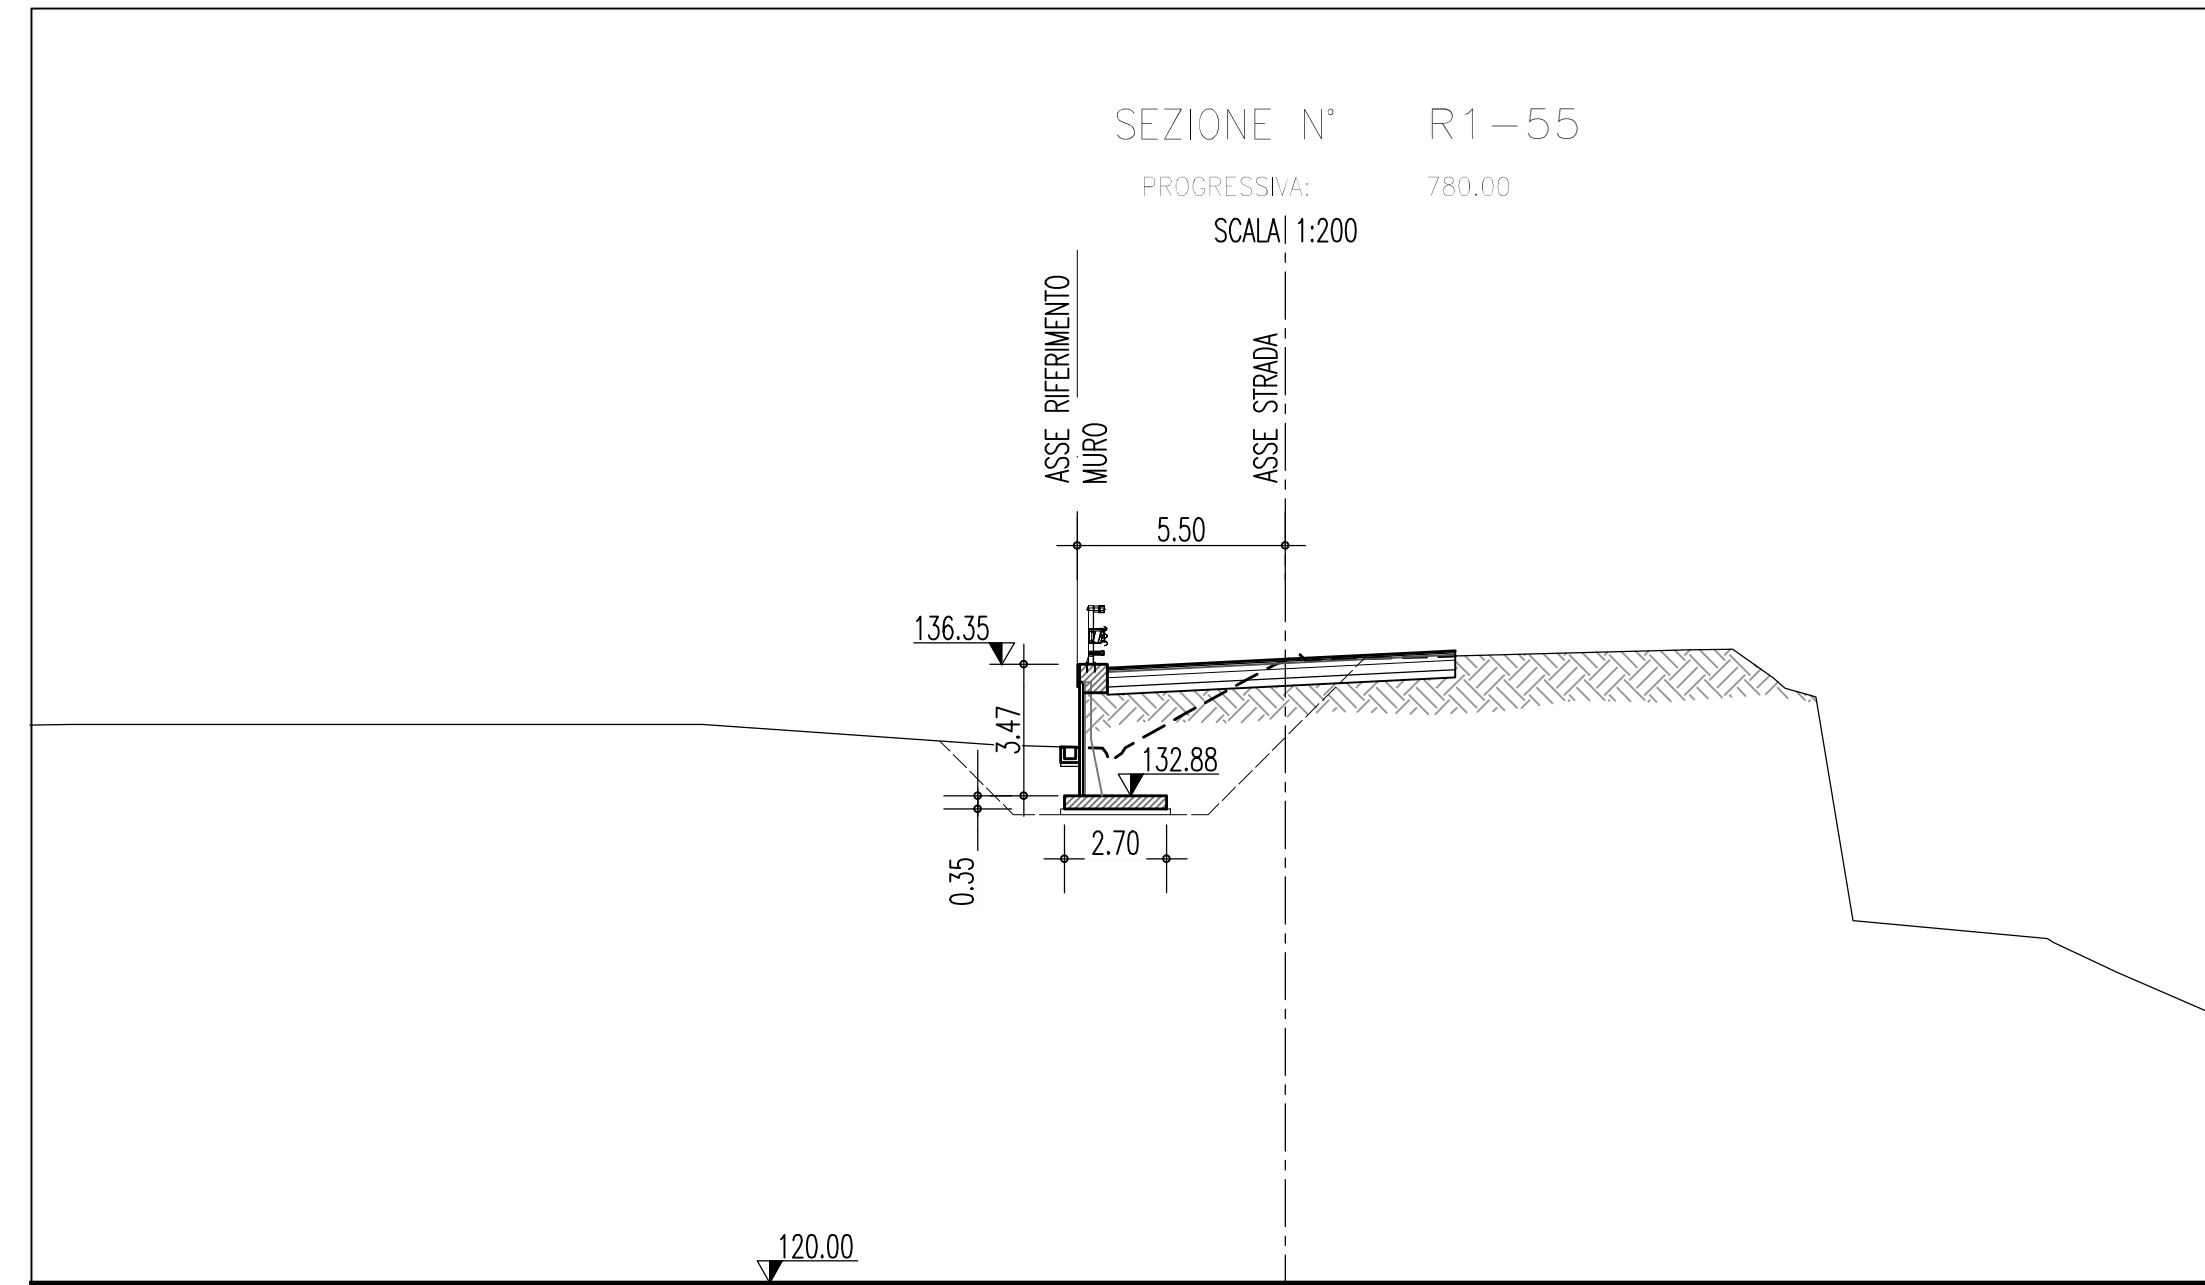 SEZIONE N° R1-55
PROGRESSIVA: 780.00
SCALA 1:200
ASSE RIFERIMENTO
MURO
ASSE STRADA
5.50
136.35
3.47
132.88
2.70
0.35
120.00